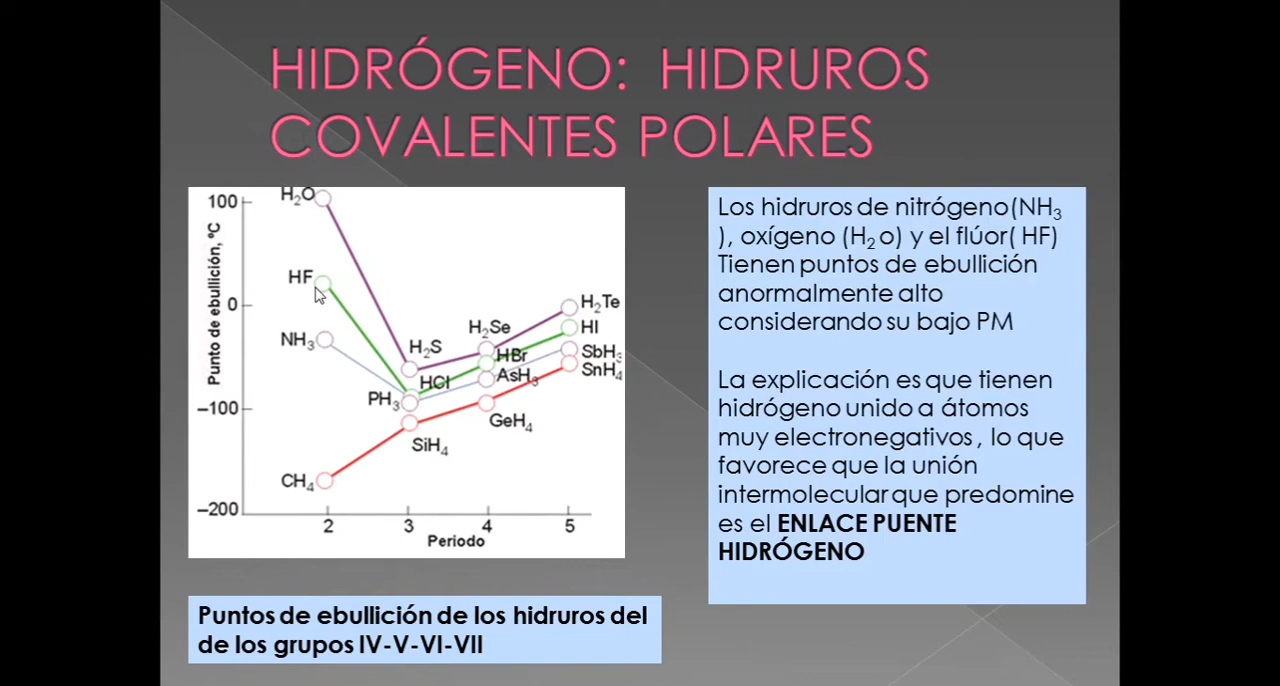 HIDRÓGENO: HIDRUROS
COVALENTES POLARES
Punto de ebullición, ºC
100
0
–100
–200
H₂O
HF
NH₃
CH₄
H₂S
HCl
PH₃
SiH₄
H₂Se
HBr
AsH₃
GeH₄
H₂Te
HI
SbH₃
SnH₄
2 3 4 5
Periodo
Los hidruros de nitrógeno(NH₃
), oxígeno (H₂ o) y el flúor( HF)
Tienen puntos de ebullición
anormalmente alto
considerando su bajo PM
La explicación es que tienen
hidrógeno unido a átomos
muy electronegativos , lo que
favorece que la unión
intermolecular que predomine
es el ENLACE PUENTE
HIDRÓGENO
Puntos de ebullición de los hidruros del
de los grupos IV-V-VI-VII